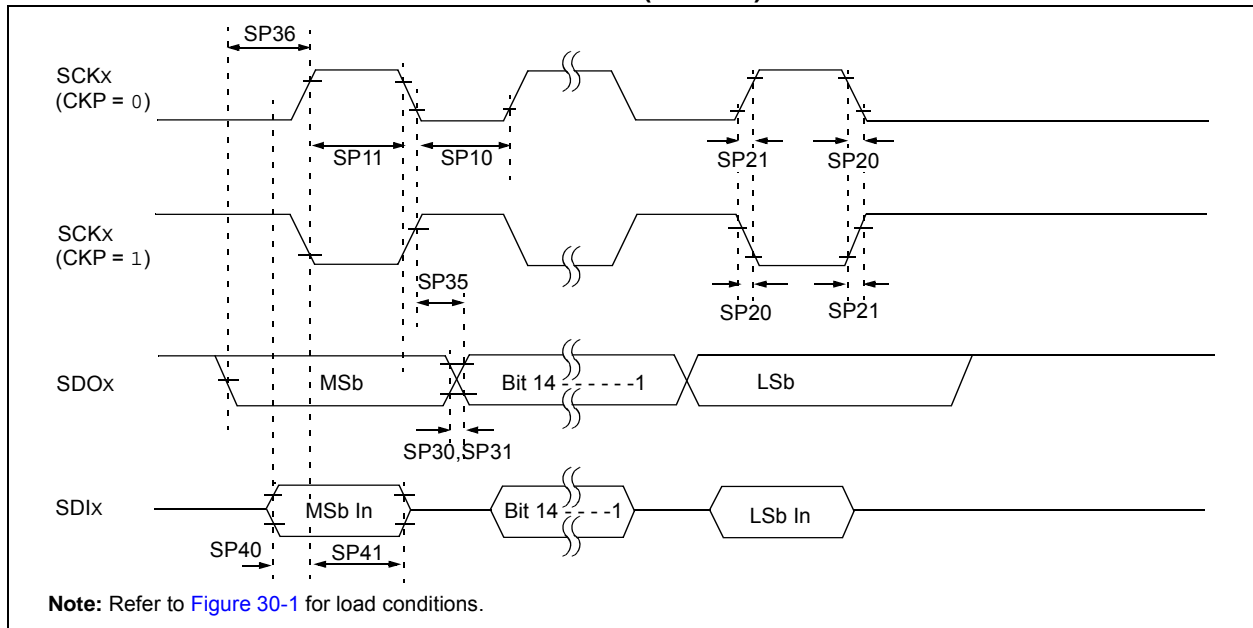 SP36
SCKx
(CKP = 0)
SP11
SP10
SP21
SP20
SCKx
(CKP = 1)
SP35
SP20
SP21
SDOx
MSb
Bit 14 - - - - - -1
LSb
SP30,SP31
SDIx
MSb In
Bit 14 - - - -1
LSb In
SP40
SP41
Note: Refer to Figure 30-1 for load conditions.